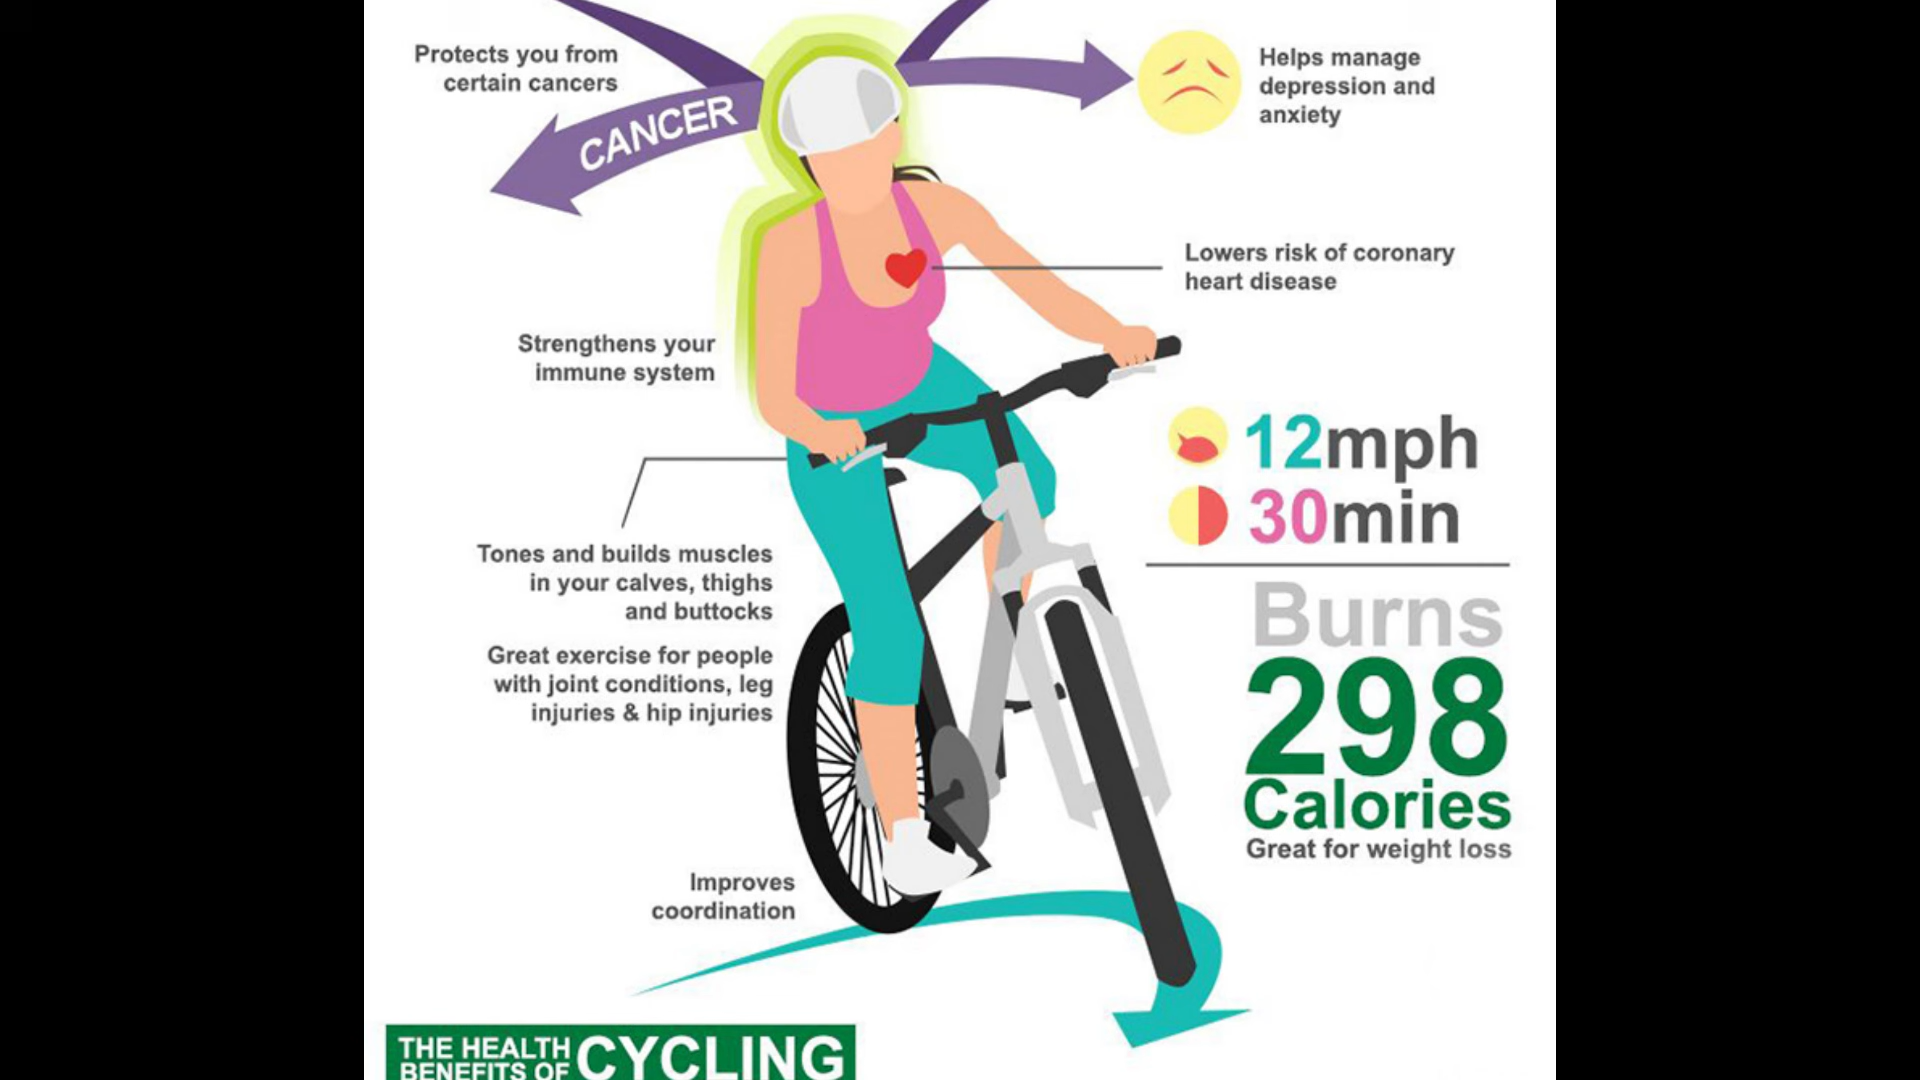 Protects you from
certain cancers
CANCER
Helps manage
depression and
anxiety
Lowers risk of coronary
heart disease
Strengthens your
immune system
12mph
30min
Tones and builds muscles
in your calves, thighs
and buttocks
Great exercise for people
with joint conditions, leg
injuries & hip injuries
Burns
298
Calories
Great for weight loss
Improves
coordination
THE HEALTH
BENEFITS OF
CYCLING